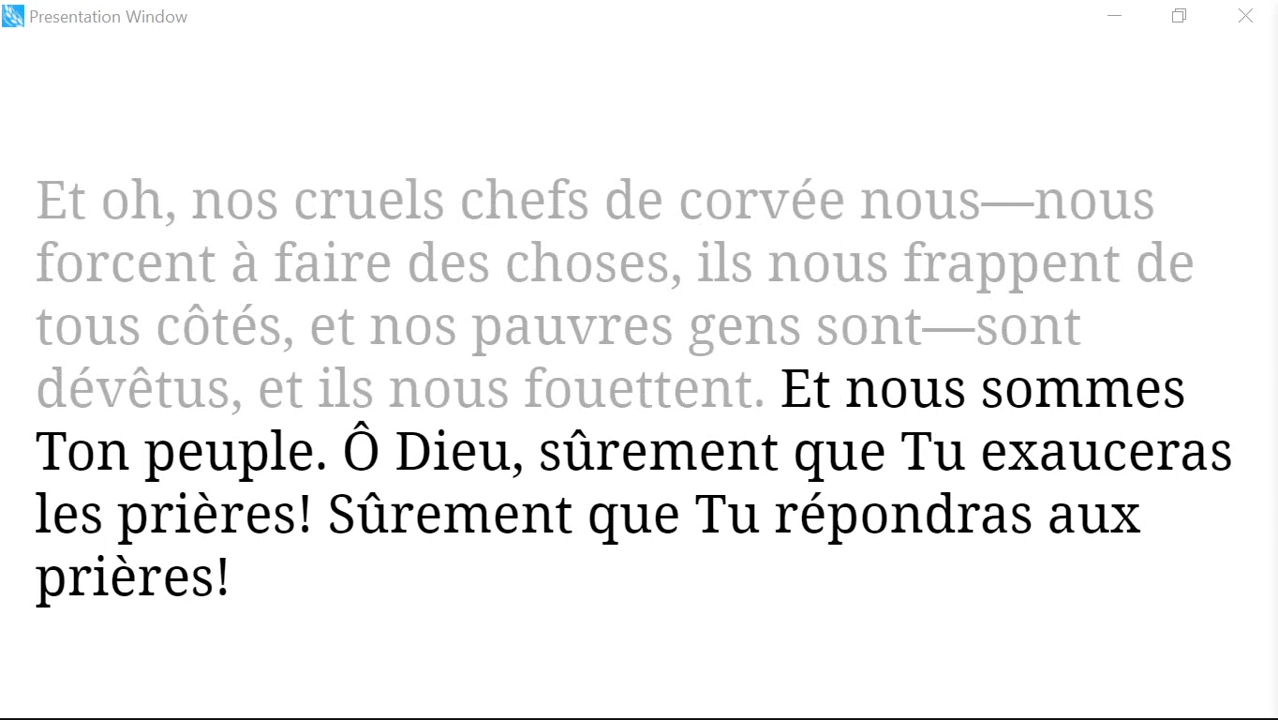 Presentation Window
Et oh, nos cruels chefs de corvée nous—nous
forcent à faire des choses, ils nous frappent de
tous côtés, et nos pauvres gens sont—sont
dévêtus, et ils nous fouettent. Et nous sommes
Ton peuple. Ô Dieu, sûrement que Tu exauceras
les prières! Sûrement que Tu répondras aux
prières!